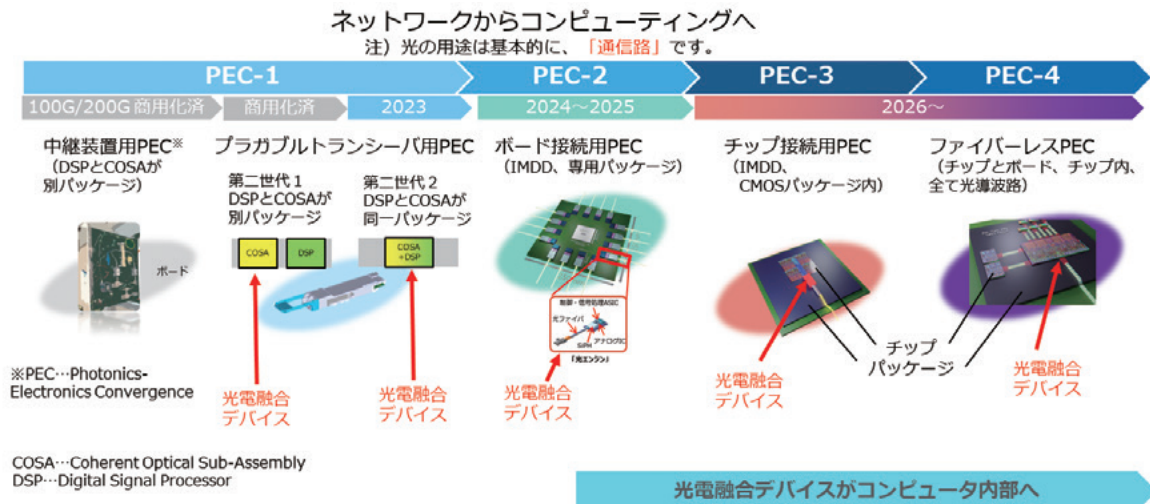 ネットワークからコンピューティングへ
注）光の用途は基本的に、「通信路」です。
PEC-1
PEC-2
PEC-3
PEC-4
100G/200G 商用化済
商用化済
2023
2024～2025
2026～
中継装置用PEC※
（DSPとCOSAが
別パッケージ）
ボード
プラガブルトランシーバ用PEC
第二世代１
DSPとCOSAが
別パッケージ
COSA
DSP
第二世代２
DSPとCOSAが
同一パッケージ
COSA
+DSP
ボード接続用PEC
（IMDD、専用パッケージ）
制御・信号処理ASIC
光ファイバ
SiPH
アナログIC
「光エンジン」
チップ接続用PEC
（IMDD、
CMOSパッケージ内）
ファイバーレスPEC
（チップとボード、チップ内、
全て光導波路）
チップ
パッケージ
光電融合
デバイス
光電融合
デバイス
光電融合
デバイス
光電融合
デバイス
光電融合
デバイス
※PEC…Photonics-
Electronics Convergence
COSA…Coherent Optical Sub-Assembly
DSP…Digital Signal Processor
光電融合デバイスがコンピュータ内部へ